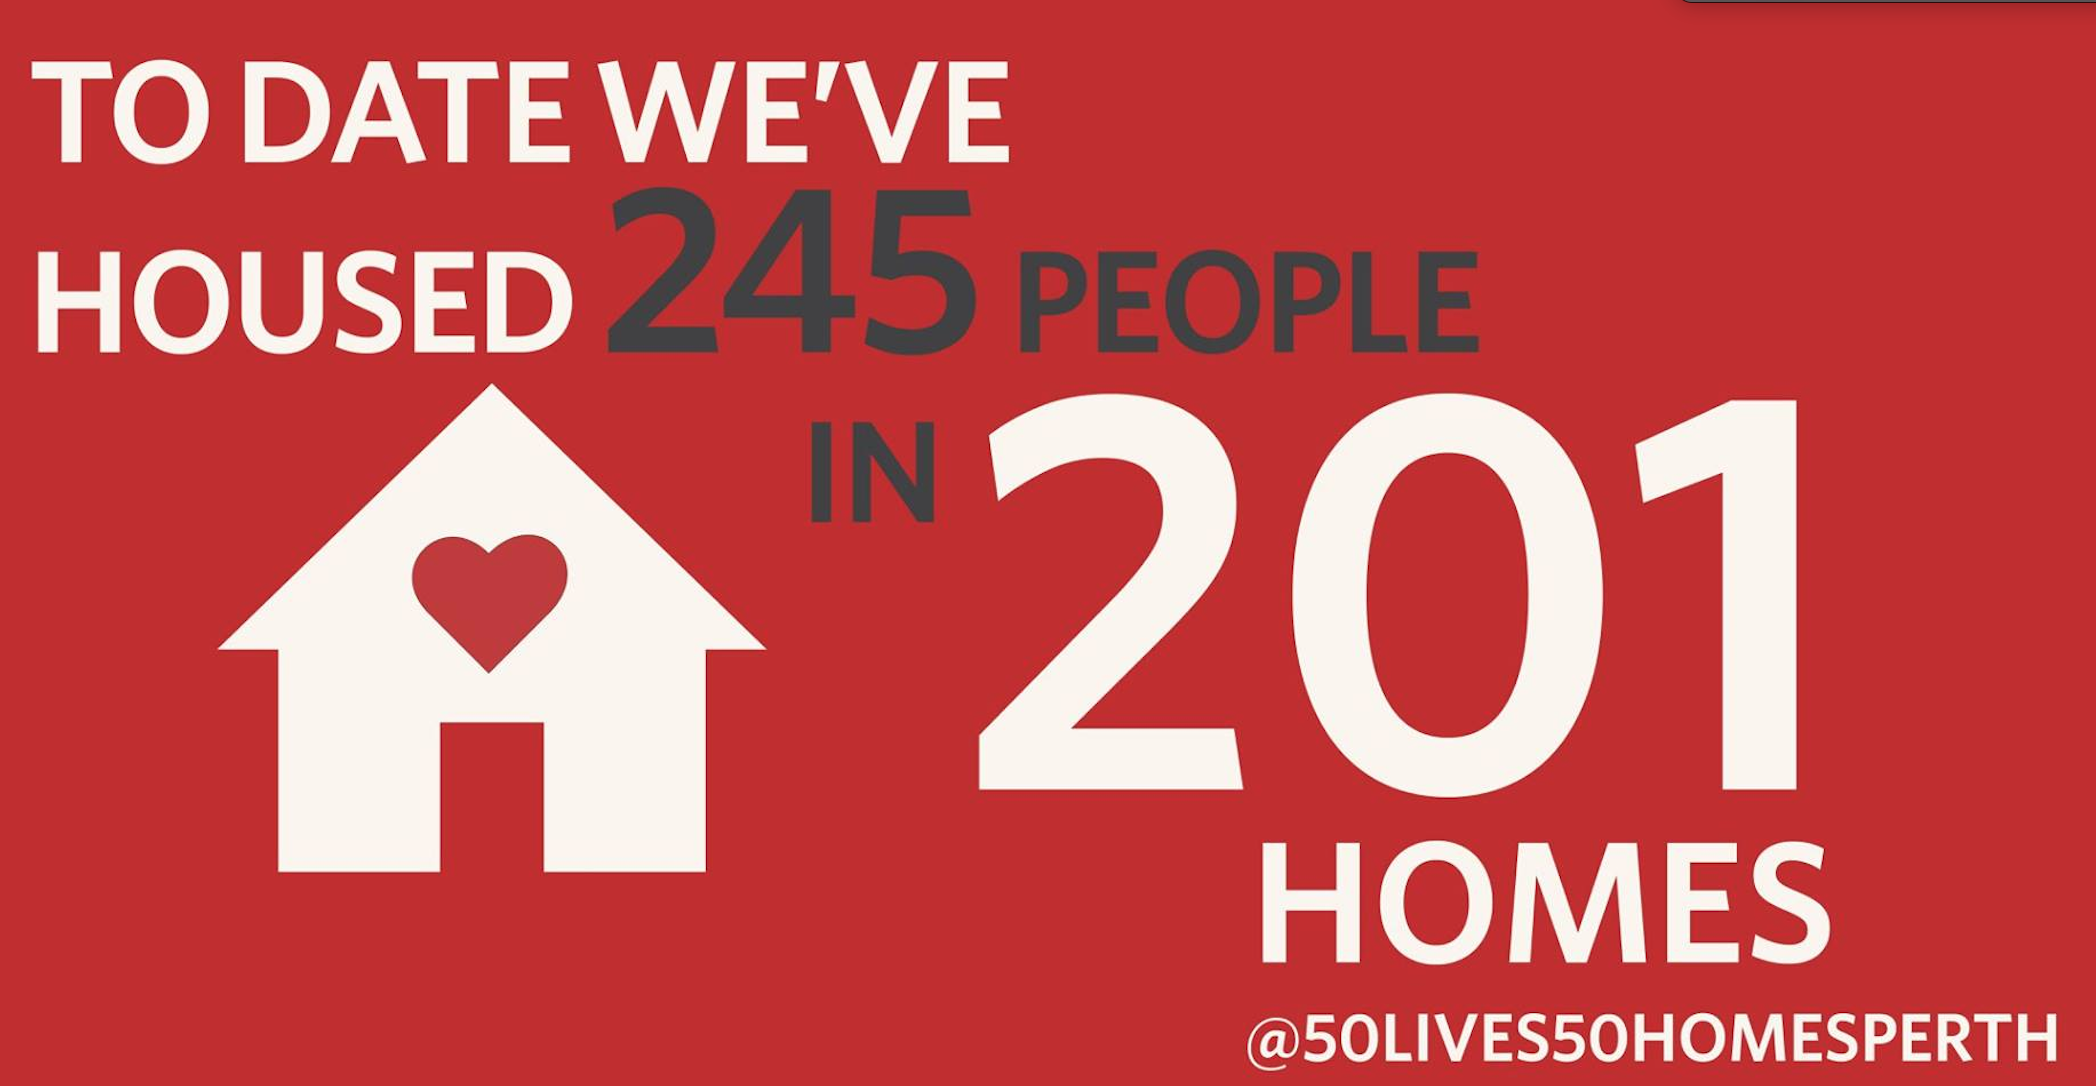 TO DATE WE'VE
HOUSED 245 PEOPLE
IN 201
HOMES
@50LIVES50HOMESPERTH